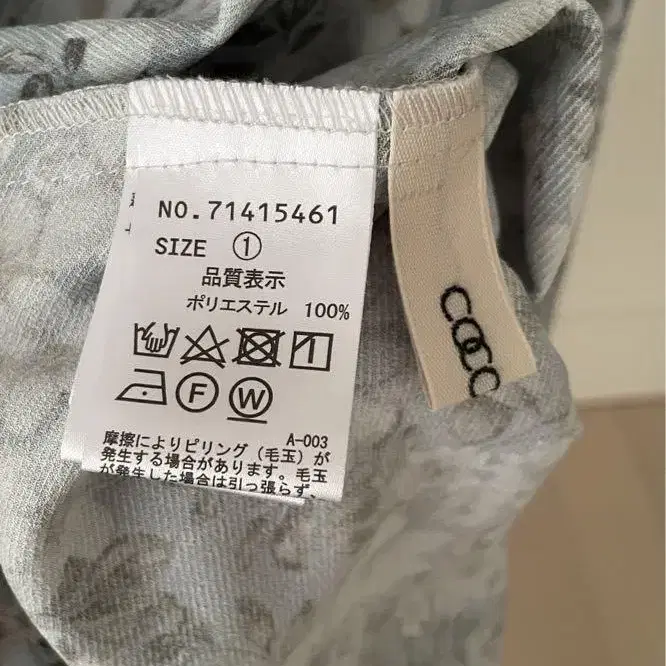 NO.71415461
SIZE ①
品質表示
ポリエステル 100%
F W
A-003
摩擦によりピリング(毛玉)が
発生する場合があります。毛玉
が発生した場合は引っ張らず、
COCO